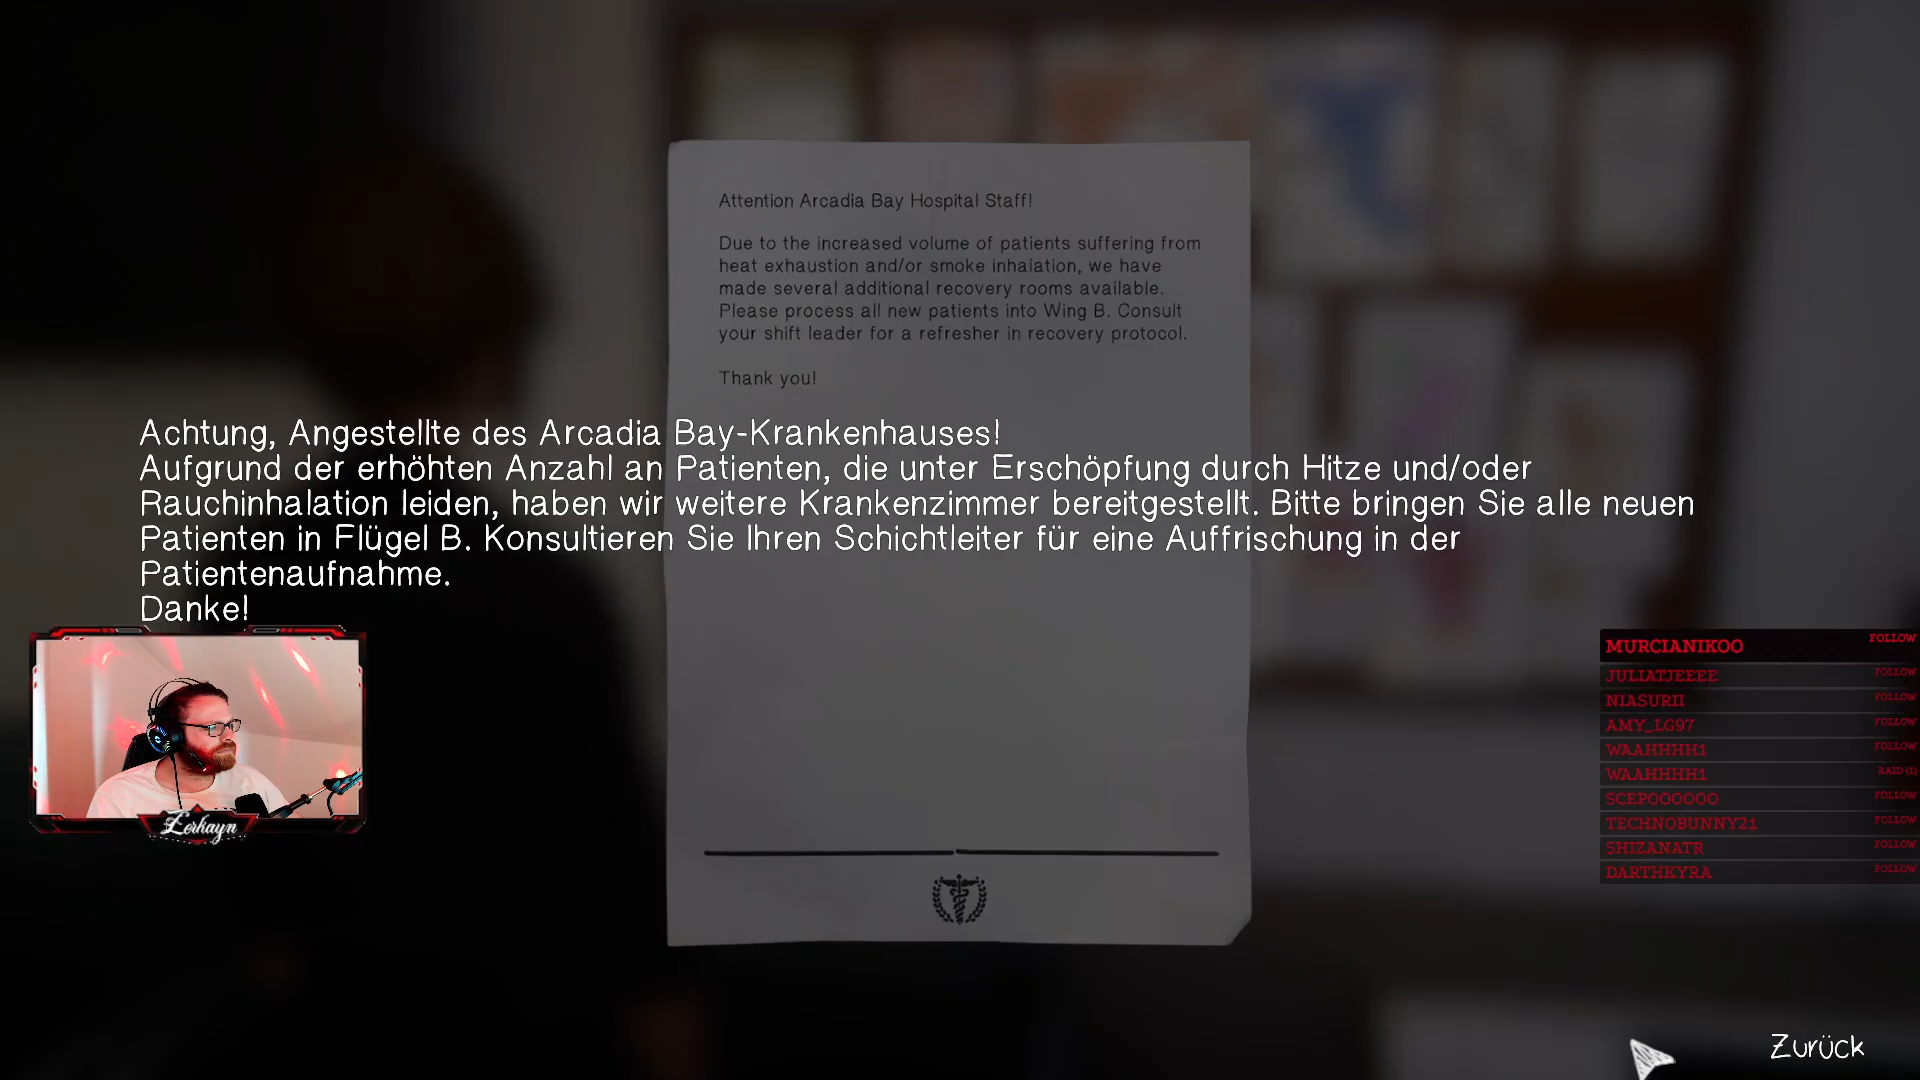 Attention Arcadia Bay Hospital Staff!
Due to the increased volume of patients suffering from
heat exhaustion and/or smoke inhalation, we have
made several additional recovery rooms available.
Please process all new patients into Wing B. Consult
your shift leader for a refresher in recovery protocol.
Thank you!
Achtung, Angestellte des Arcadia Bay-Krankenhauses!
Aufgrund der erhöhten Anzahl an Patienten, die unter Erschöpfung durch Hitze und/oder
Rauchinhalation leiden, haben wir weitere Krankenzimmer bereitgestellt. Bitte bringen Sie alle neuen
Patienten in Flügel B. Konsultieren Sie Ihren Schichtleiter für eine Auffrischung in der
Patientenaufnahme.
Danke!
Zerkayn
MURCIANIKOO FOLLOW
JULIATJEEEE FOLLOW
NIASURII FOLLOW
AMY_LG97 FOLLOW
WAAHHHH1 FOLLOW
WAAHHHH1 RAID (1)
SCEPOOOOOO FOLLOW
TECHNOBUNNY21 FOLLOW
SHIZANATR FOLLOW
DARTHKYRA FOLLOW
Zurück